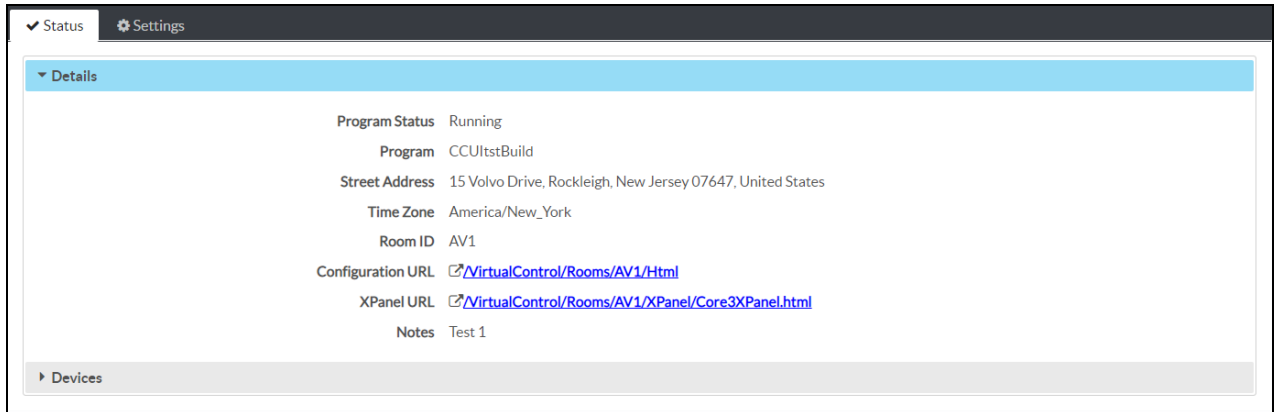 Status Settings
Details
Program Status Running
Program CCUItstBuild
Street Address 15 Volvo Drive, Rockleigh, New Jersey 07647, United States
Time Zone America/New_York
Room ID AV1
Configuration URL /VirtualControl/Rooms/AV1/Html
XPanel URL /VirtualControl/Rooms/AV1/XPanel/Core3XPanel.html
Notes Test 1
Devices